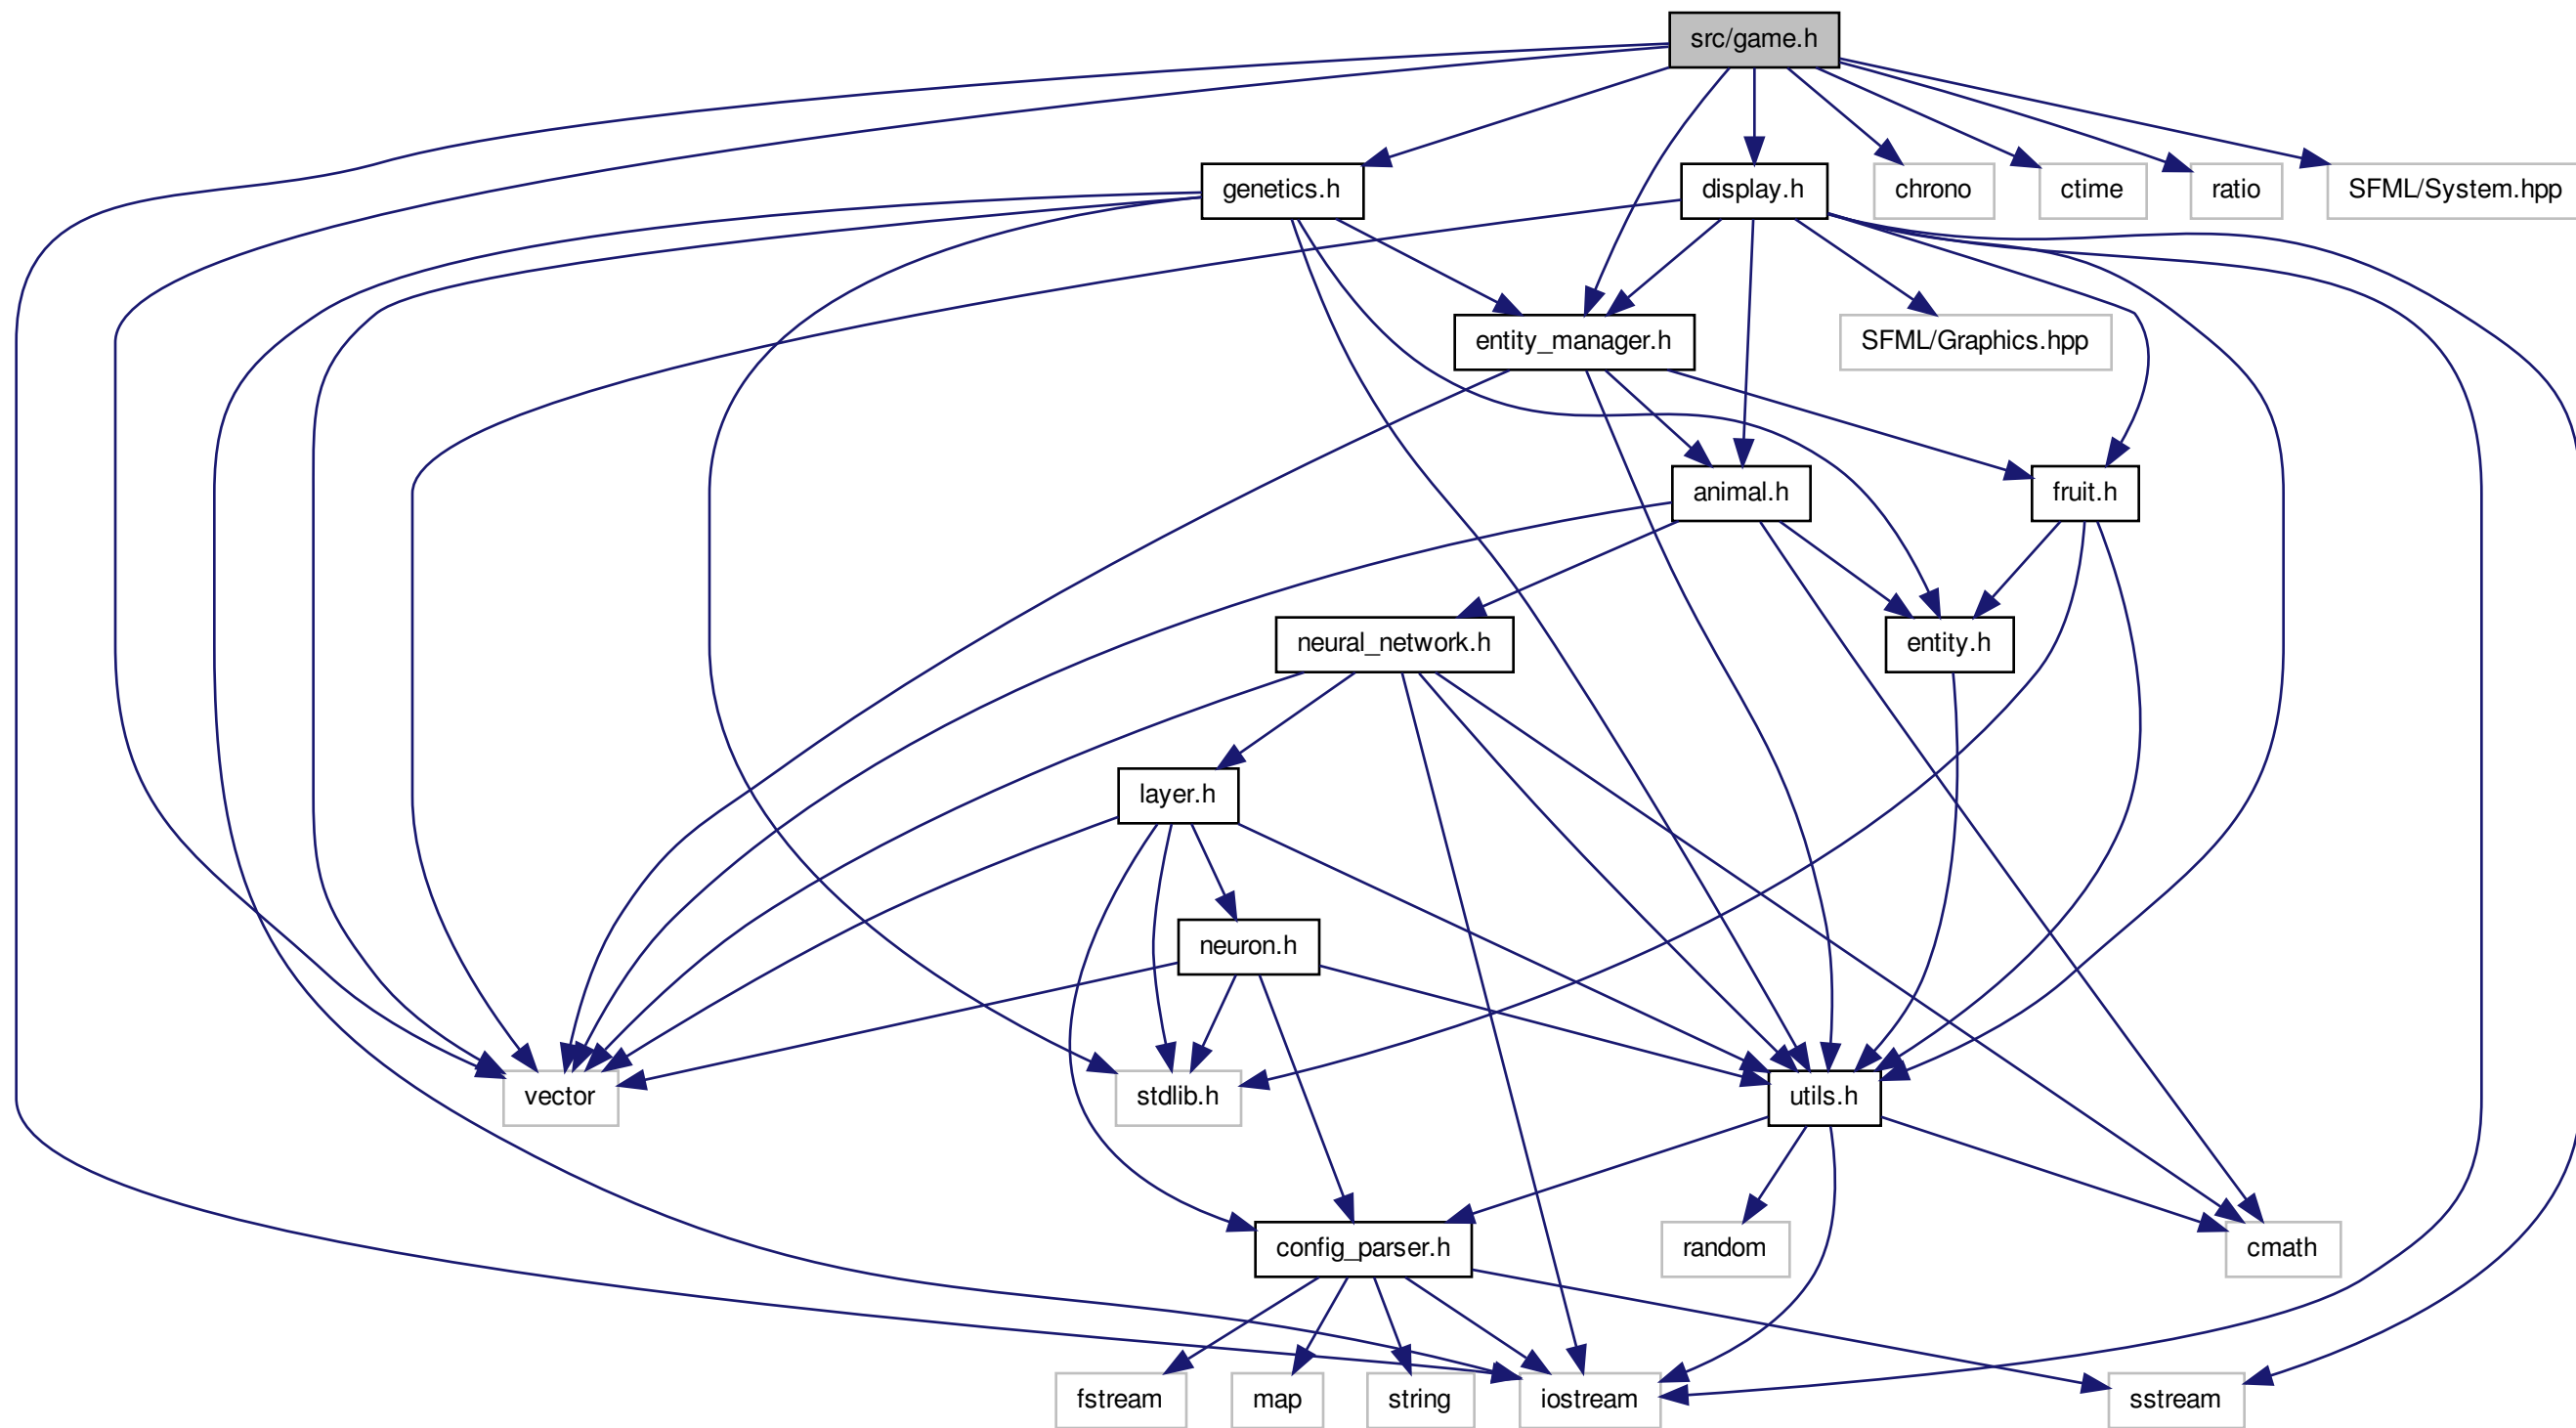 src/game.h
genetics.h
display.h
chrono
ctime
ratio
SFML/System.hpp
entity_manager.h
SFML/Graphics.hpp
animal.h
fruit.h
neural_network.h
entity.h
layer.h
neuron.h
vector
stdlib.h
utils.h
config_parser.h
random
cmath
fstream
map
string
iostream
sstream